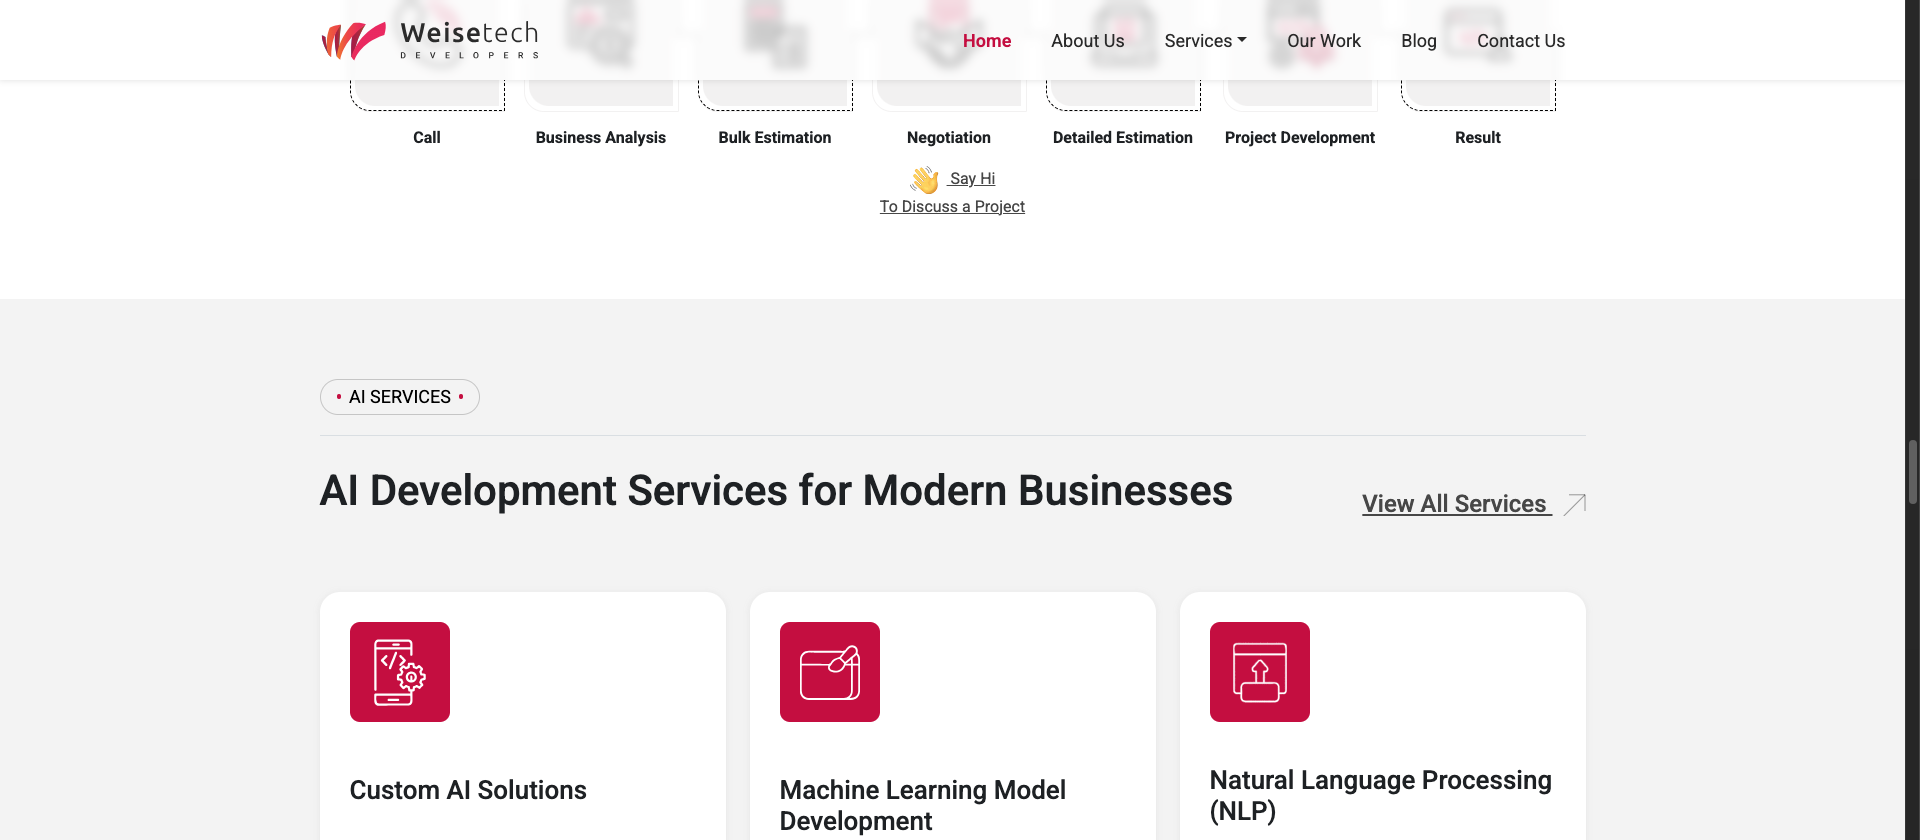 Weisetech
DEVELOPERS
Home
About Us
Services
Our Work
Blog
Contact Us
Call
Business Analysis
Bulk Estimation
Negotiation
Detailed Estimation
Project Development
Result
👋 Say Hi
To Discuss a Project
• AI SERVICES •
AI Development Services for Modern Businesses
View All Services
Custom AI Solutions
Machine Learning Model
Development
Natural Language Processing
(NLP)